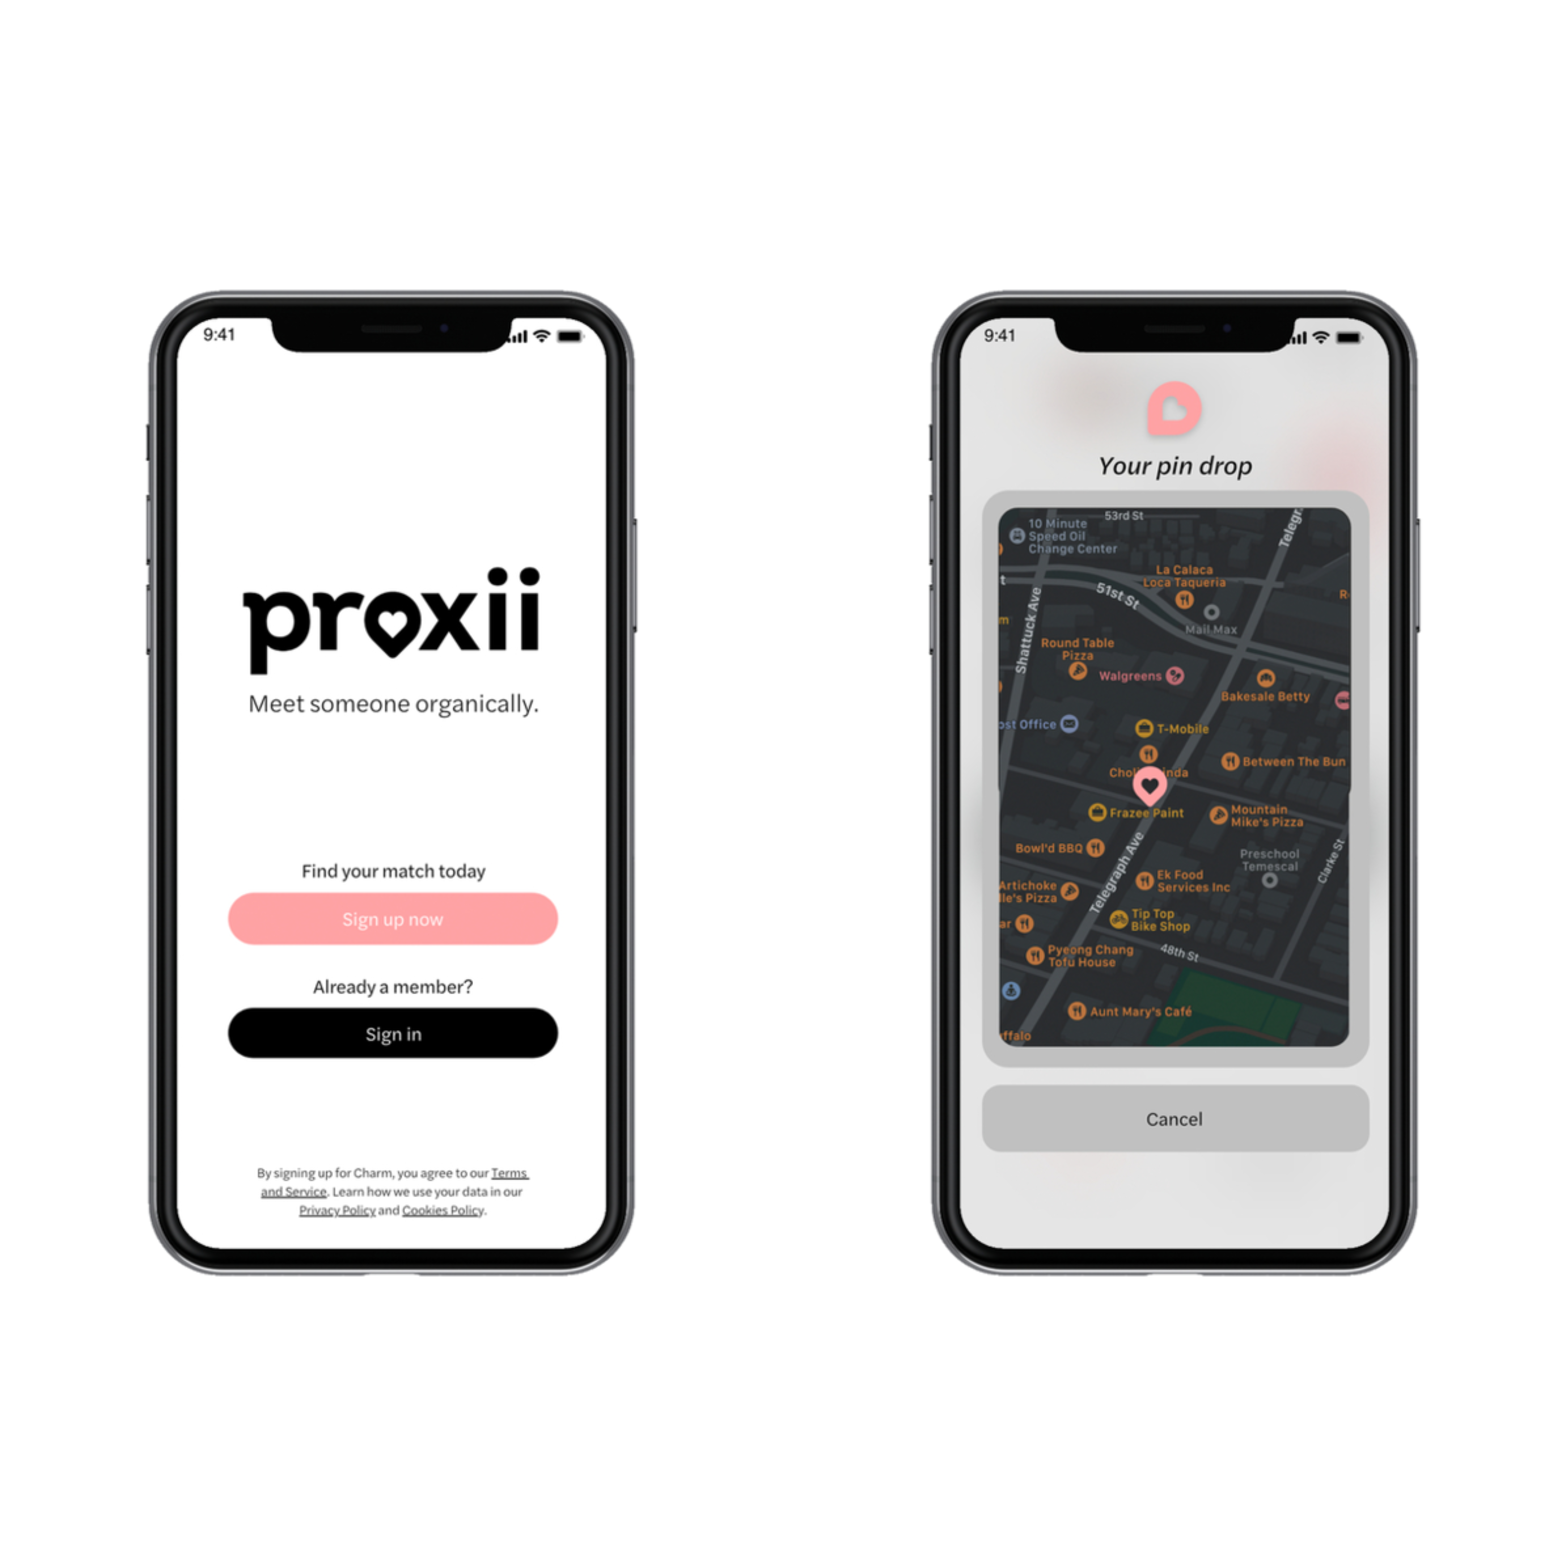 9:41
proxii
Meet someone organically.
Find your match today
Sign up now
Already a member?
Sign in
By signing up for Charm, you agree to our Terms
and Service. Learn how we use your data in our
Privacy Policy and Cookies Policy.
9:41
Your pin drop
53rd St
Telegr
10 Minute
Speed Oil
Change Center
La Calaca
Loca Taqueria
t
51st St
R
Shattuck Ave
m
Mail Max
Round Table
Pizza
Walgreens
Bakesale Betty
ost Office
T-Mobile
Between The Bun
Frazee Paint
Mountain
Mike's Pizza
Bowl'd BBQ
Telegraph Ave
Preschool
Temescal
Clarke St
Artichoke
lle's Pizza
Ek Food
Services Inc
Tip Top
Bike Shop
ar
Pyeong Chang
Tofu House
48th St
Aunt Mary's Café
ffalo
Cancel